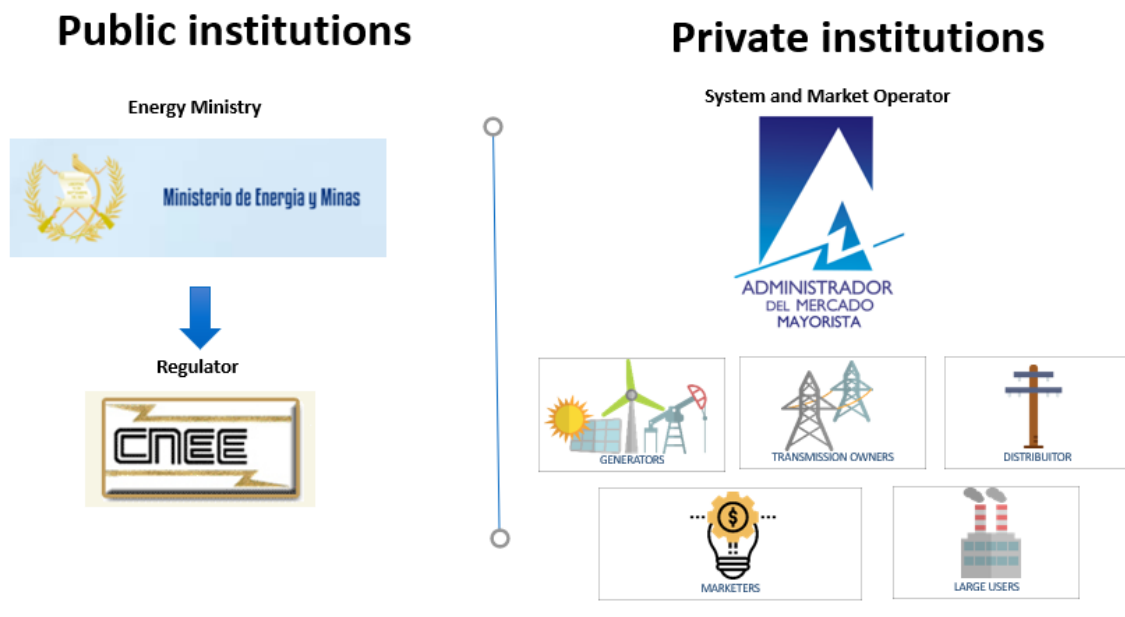 Public institutions
Energy Ministry
Ministerio de Energía y Minas
Regulator
CNEE
Private institutions
System and Market Operator
ADMINISTRADOR
DEL MERCADO
MAYORISTA
GENERATORS
TRANSMISSION OWNERS
DISTRIBUITOR
$
MARKETERS
LARGE USERS